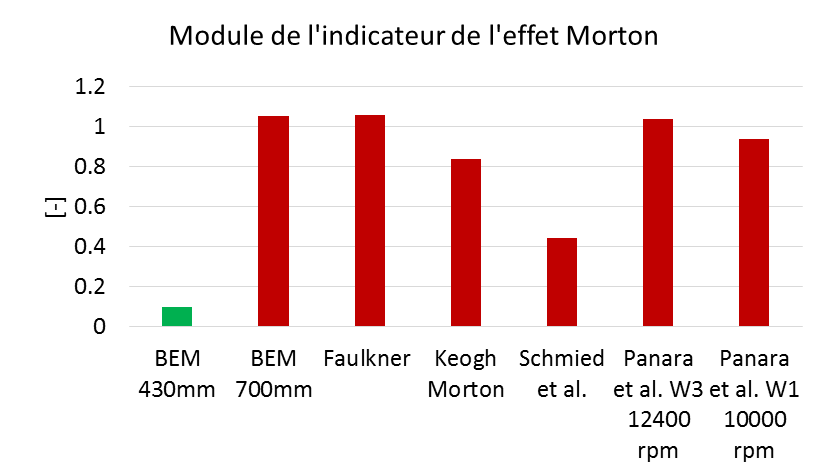 Module de l'indicateur de l'effet Morton
1.2
1
0.8
0.6
0.4
0.2
0
[-]
BEM
430mm
BEM
700mm
Faulkner
Keogh
Morton
Schmied
et al.
Panara
et al. W3
12400
rpm
Panara
et al. W1
10000
rpm